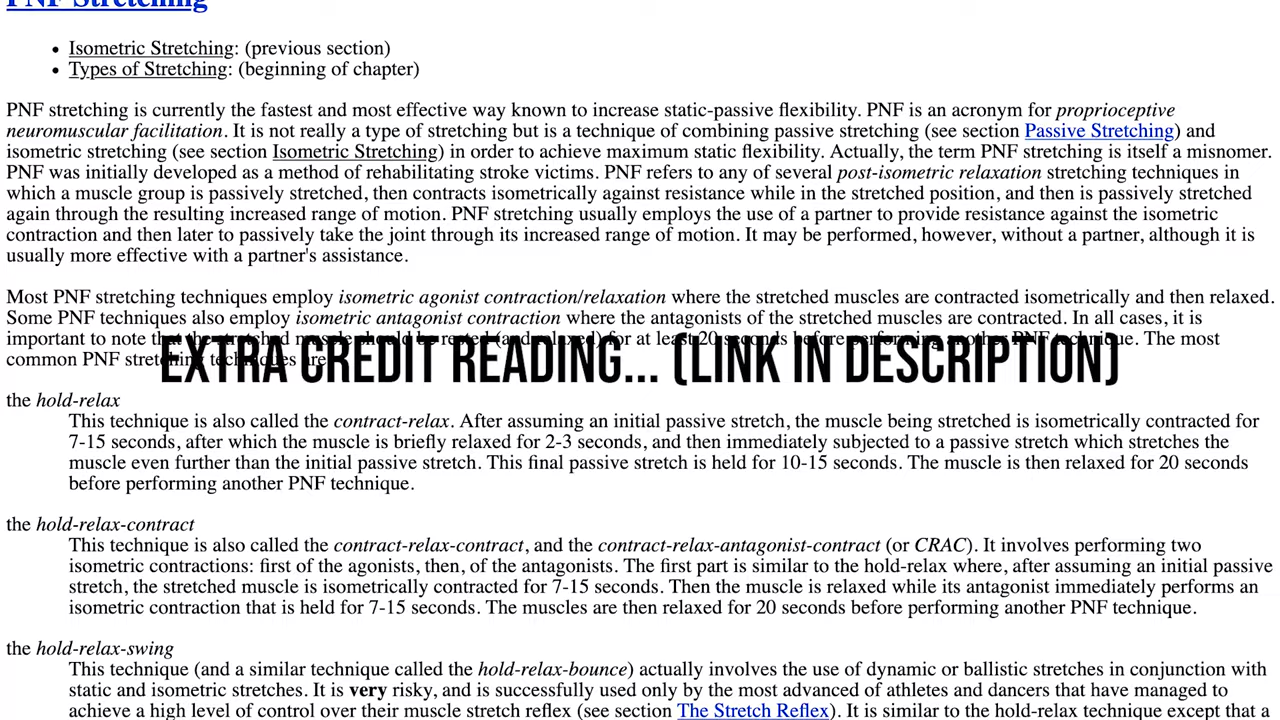 PNF Stretching
• Isometric Stretching: (previous section)
• Types of Stretching: (beginning of chapter)
PNF stretching is currently the fastest and most effective way known to increase static-passive flexibility. PNF is an acronym for proprioceptive
neuromuscular facilitation. It is not really a type of stretching but is a technique of combining passive stretching (see section Passive Stretching) and
isometric stretching (see section Isometric Stretching) in order to achieve maximum static flexibility. Actually, the term PNF stretching is itself a misnomer.
PNF was initially developed as a method of rehabilitating stroke victims. PNF refers to any of several post-isometric relaxation stretching techniques in
which a muscle group is passively stretched, then contracts isometrically against resistance while in the stretched position, and then is passively stretched
again through the resulting increased range of motion. PNF stretching usually employs the use of a partner to provide resistance against the isometric
contraction and then later to passively take the joint through its increased range of motion. It may be performed, however, without a partner, although it is
usually more effective with a partner's assistance.
Most PNF stretching techniques employ isometric agonist contraction/relaxation where the stretched muscles are contracted isometrically and then relaxed.
Some PNF techniques also employ isometric antagonist contraction where the antagonists of the stretched muscles are contracted. In all cases, it is
important to note that the stretched muscle should be rested (and relaxed) for at least 20 seconds before performing another PNF technique. The most
common PNF stretching techniques are:
EXTRA CREDIT READING... (LINK IN DESCRIPTION)
the hold-relax
This technique is also called the contract-relax. After assuming an initial passive stretch, the muscle being stretched is isometrically contracted for
7-15 seconds, after which the muscle is briefly relaxed for 2-3 seconds, and then immediately subjected to a passive stretch which stretches the
muscle even further than the initial passive stretch. This final passive stretch is held for 10-15 seconds. The muscle is then relaxed for 20 seconds
before performing another PNF technique.
the hold-relax-contract
This technique is also called the contract-relax-contract, and the contract-relax-antagonist-contract (or CRAC). It involves performing two
isometric contractions: first of the agonists, then, of the antagonists. The first part is similar to the hold-relax where, after assuming an initial passive
stretch, the stretched muscle is isometrically contracted for 7-15 seconds. Then the muscle is relaxed while its antagonist immediately performs an
isometric contraction that is held for 7-15 seconds. The muscles are then relaxed for 20 seconds before performing another PNF technique.
the hold-relax-swing
This technique (and a similar technique called the hold-relax-bounce) actually involves the use of dynamic or ballistic stretches in conjunction with
static and isometric stretches. It is very risky, and is successfully used only by the most advanced of athletes and dancers that have managed to
achieve a high level of control over their muscle stretch reflex (see section The Stretch Reflex). It is similar to the hold-relax technique except that a